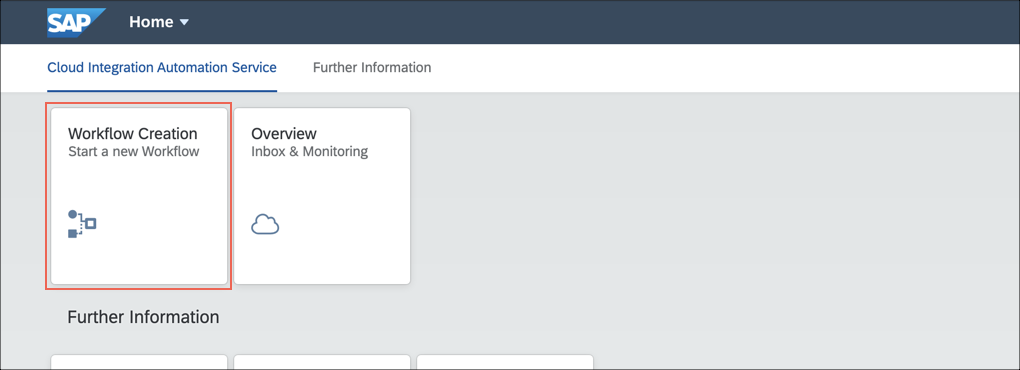 SAP Home
Cloud Integration Automation Service Further Information
Workflow Creation
Start a new Workflow
Overview
Inbox & Monitoring
Further Information